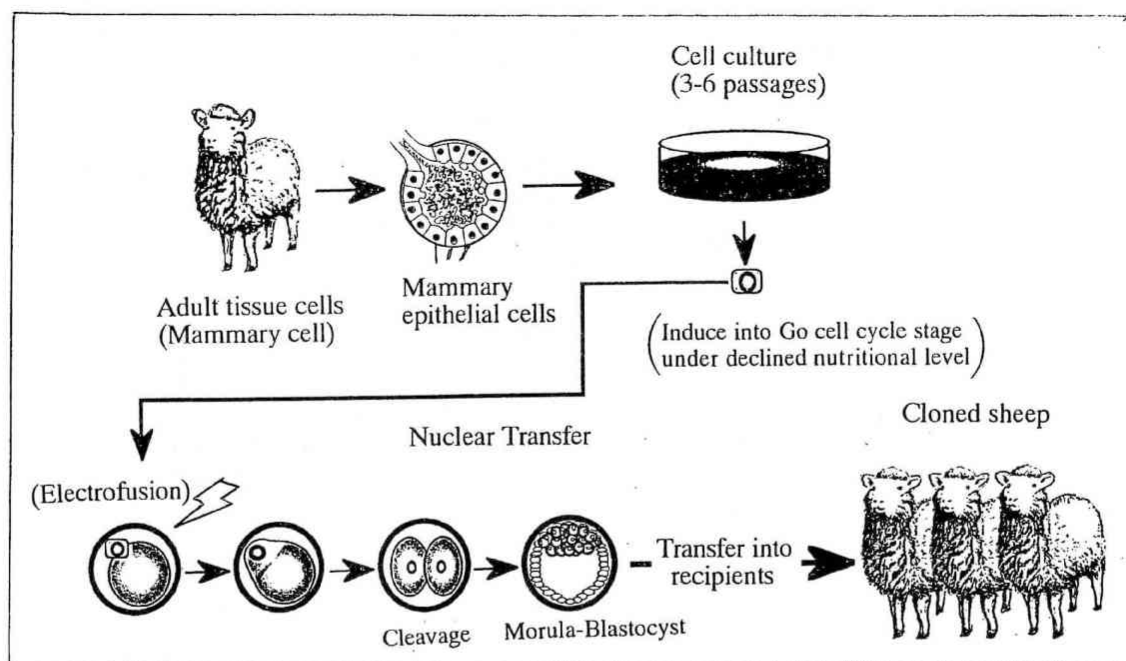 Cell culture
(3-6 passages)
Adult tissue cells
(Mammary cell)
Mammary
epithelial cells
(Induce into Go cell cycle stage
under declined nutritional level)
Nuclear Transfer
Cloned sheep
(Electrofusion)
Transfer into
recipients
Cleavage
Morula-Blastocyst